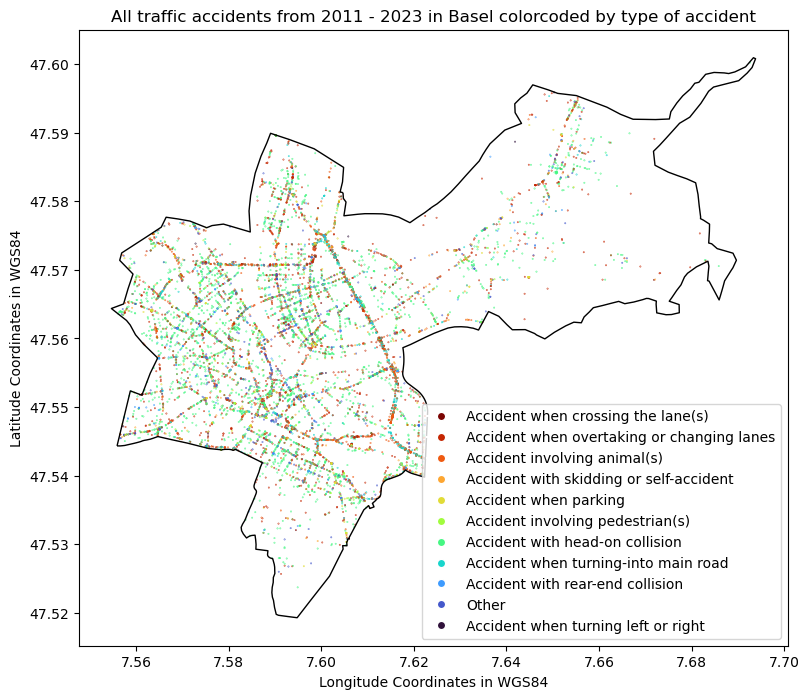 All traffic accidents from 2011 - 2023 in Basel colorcoded by type of accident
Latitude Coordinates in WGS84
47.60
47.59
47.58
47.57
47.56
47.55
47.54
47.53
47.52
Accident when crossing the lane(s)
Accident when overtaking or changing lanes
Accident involving animal(s)
Accident with skidding or self-accident
Accident when parking
Accident involving pedestrian(s)
Accident with head-on collision
Accident when turning-into main road
Accident with rear-end collision
Other
Accident when turning left or right
7.56 7.58 7.60 7.62 7.64 7.66 7.68 7.70
Longitude Coordinates in WGS84